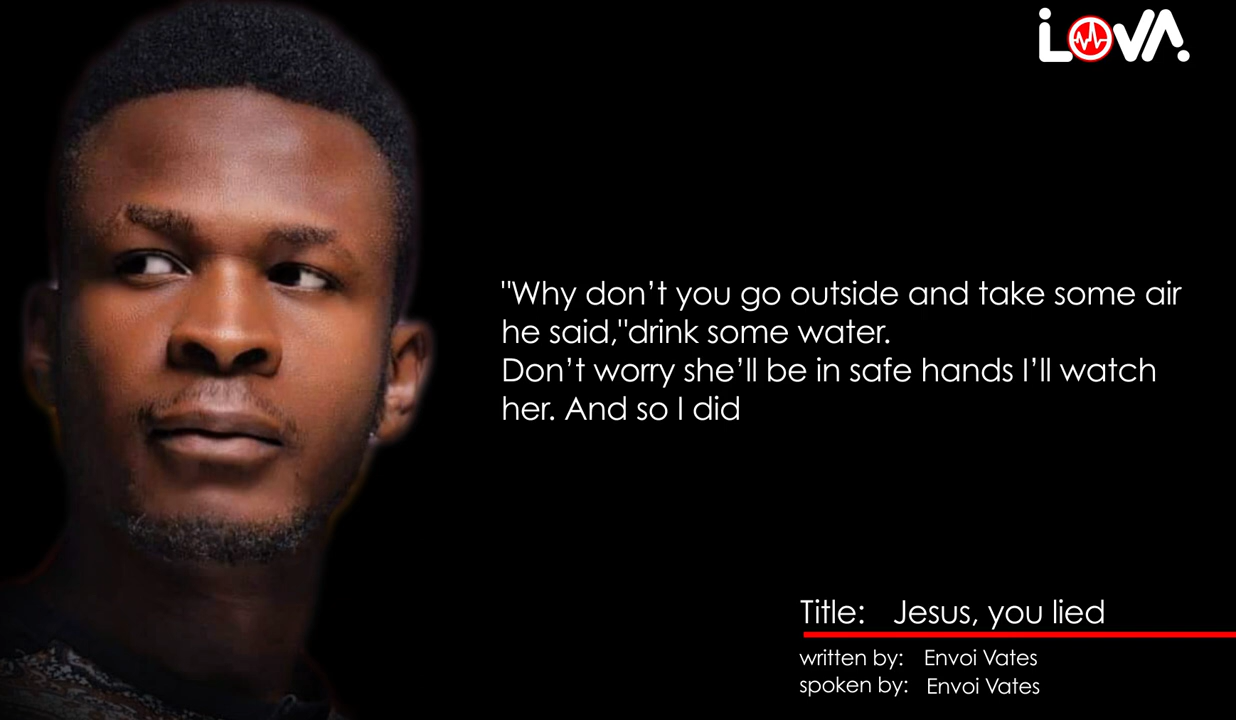 iLOVA.
"Why don't you go outside and take some air
he said,"drink some water.
Don't worry she'll be in safe hands I'll watch
her. And so I did
Title: Jesus, you lied
written by: Envoi Vates
spoken by: Envoi Vates